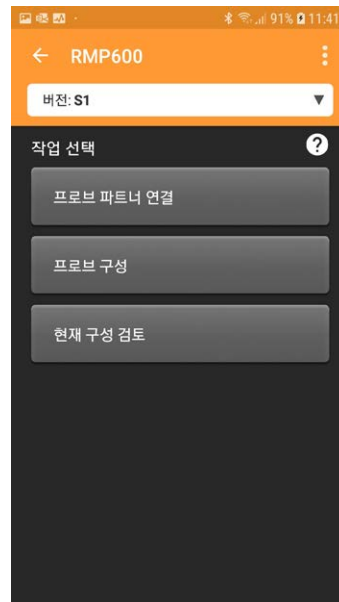 91% 11:41
RMP600
버전: S1
작업 선택
?
프로브 파트너 연결
프로브 구성
현재 구성 검토